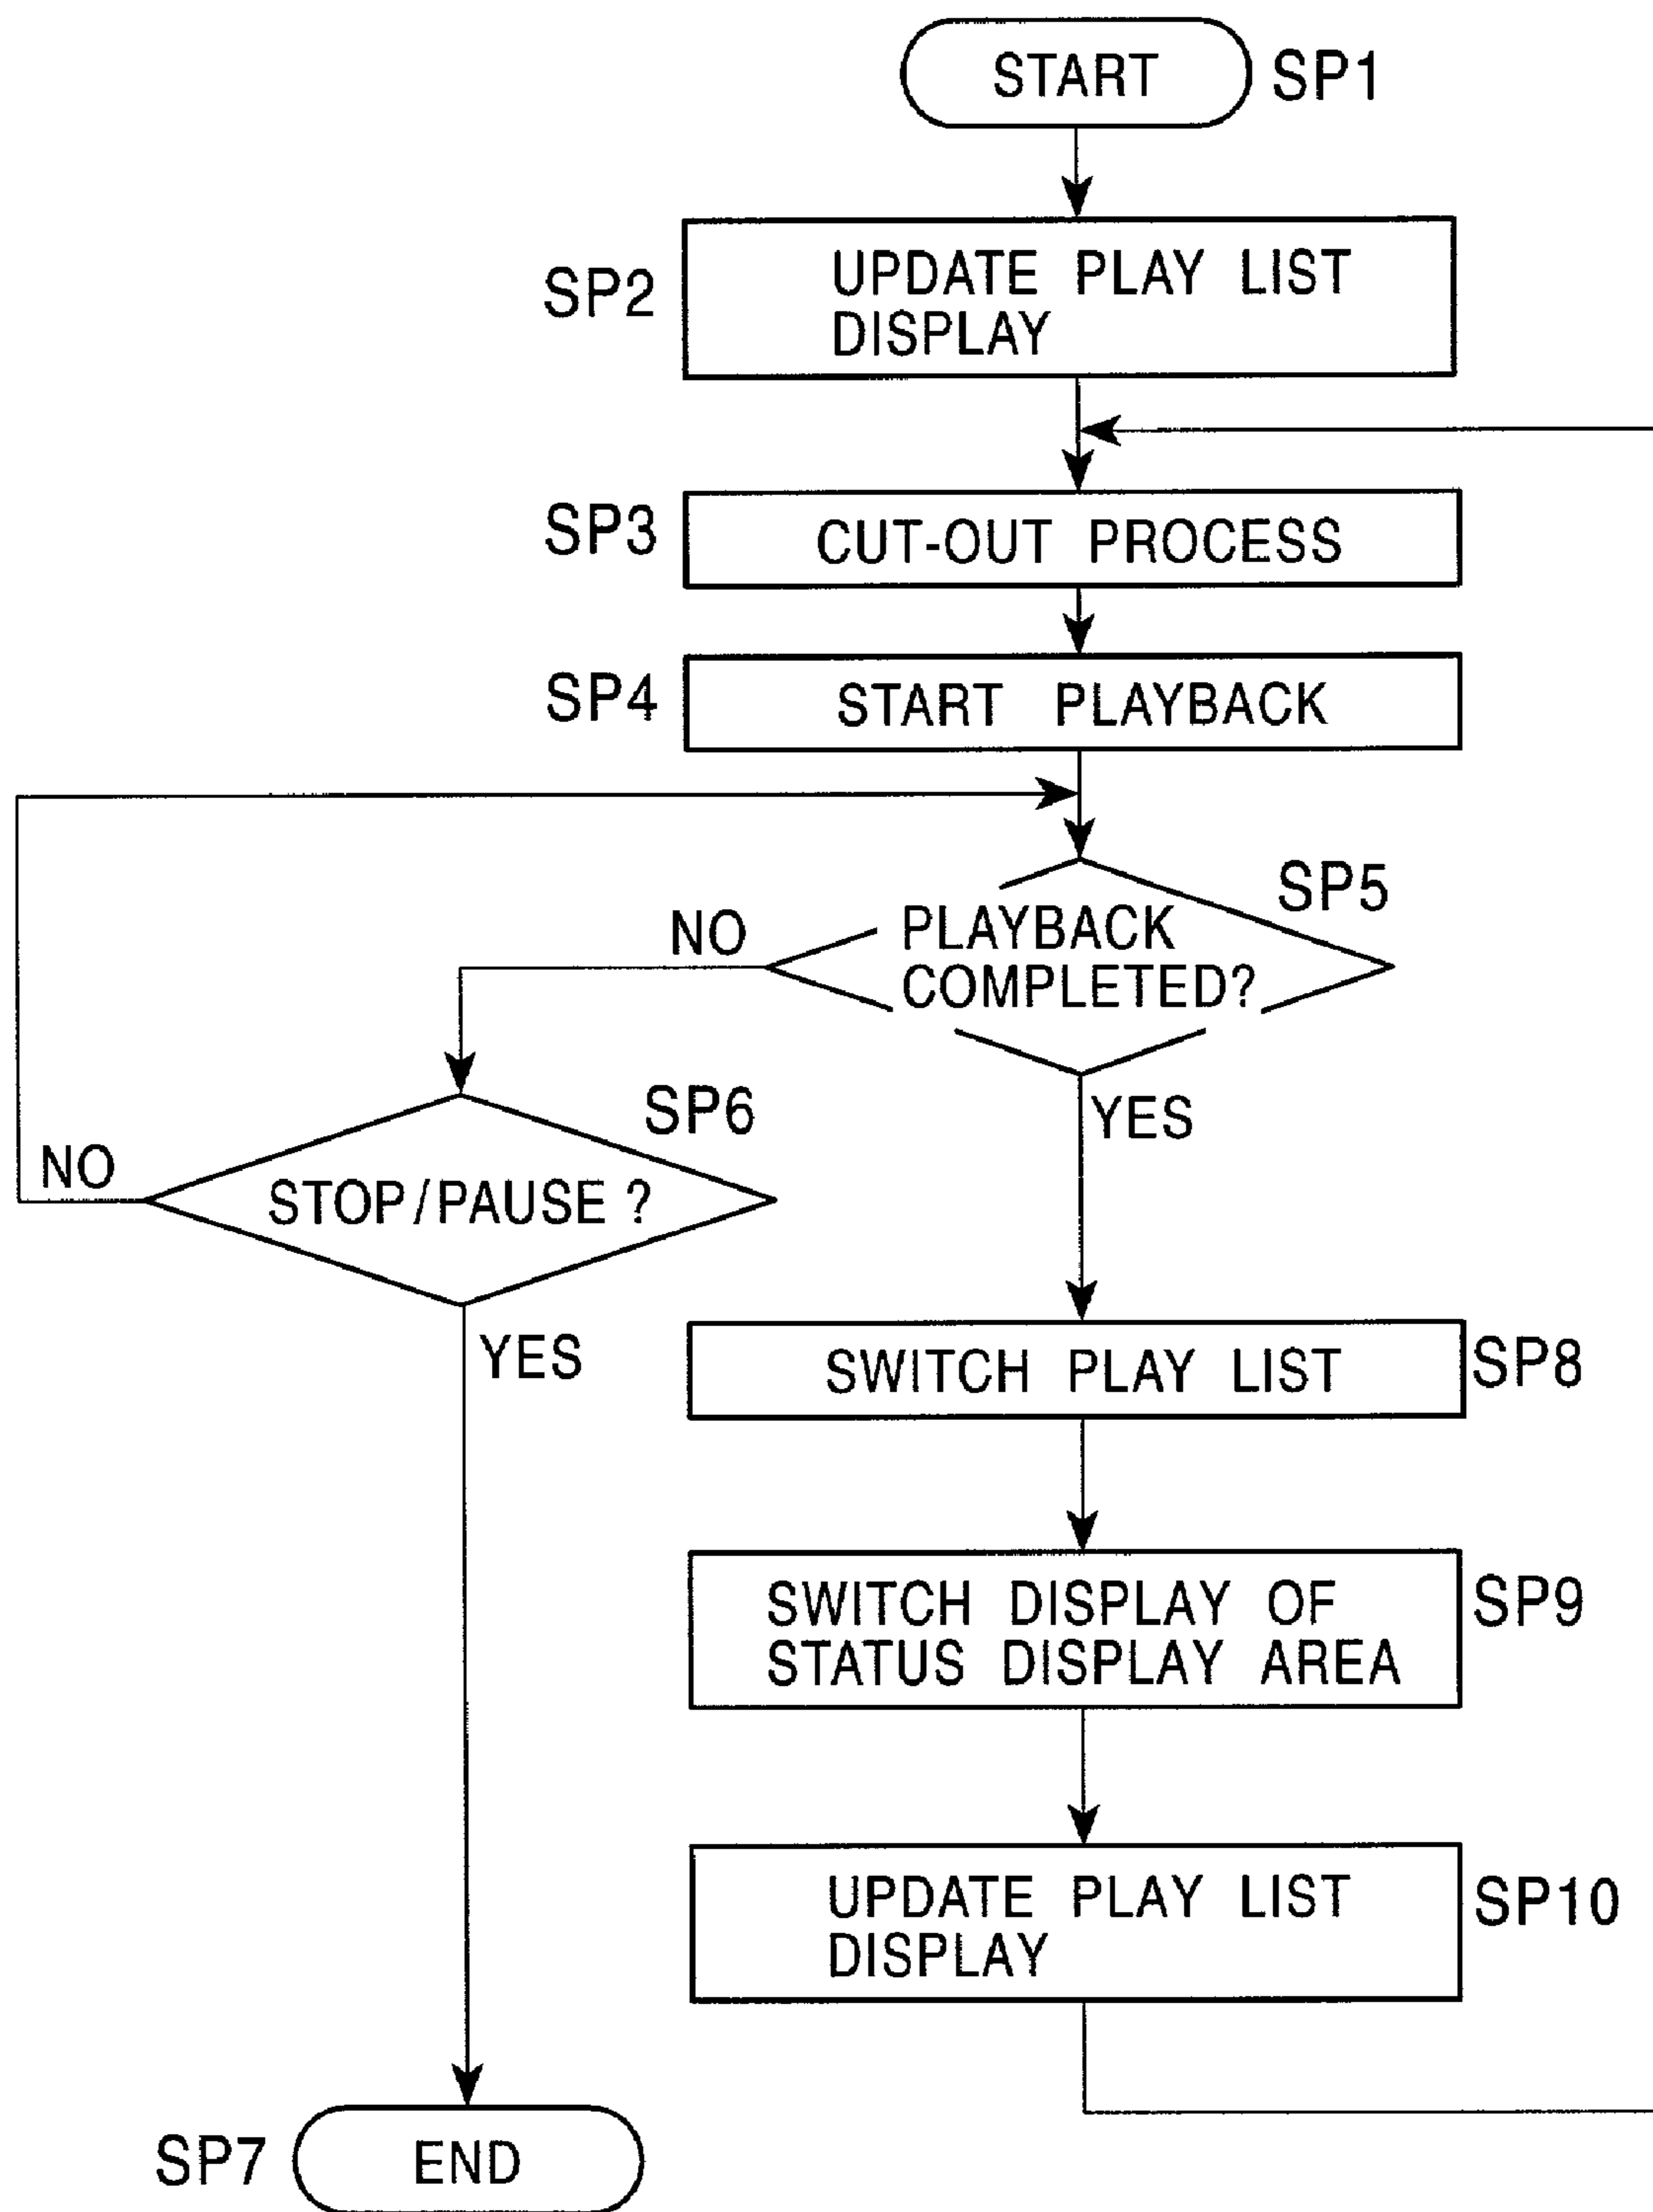 START
SP1
SP2
UPDATE PLAY LIST
DISPLAY
SP3
CUT-OUT PROCESS
SP4
START PLAYBACK
SP5
PLAYBACK
COMPLETED?
NO
YES
SP6
STOP/PAUSE ?
NO
YES
SWITCH PLAY LIST
SP8
SWITCH DISPLAY OF
STATUS DISPLAY AREA
SP9
UPDATE PLAY LIST
DISPLAY
SP10
SP7
END